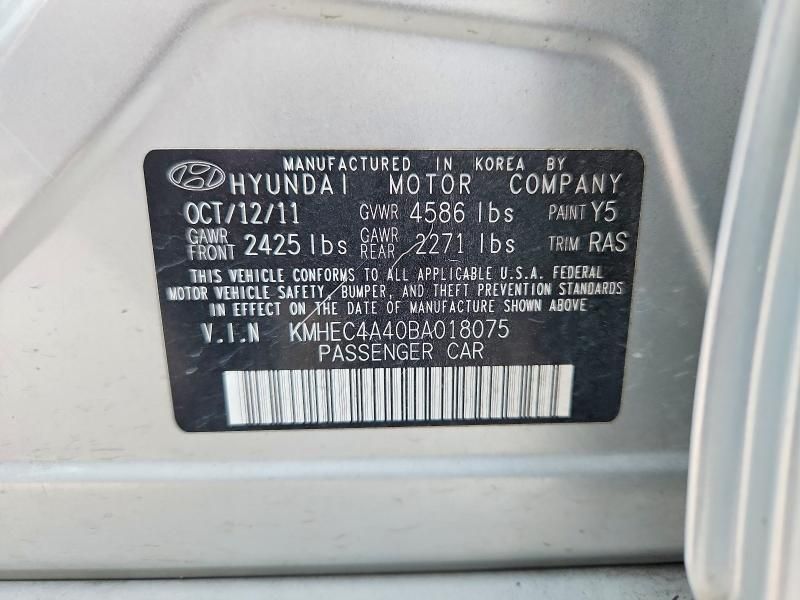 MANUFACTURED IN KOREA BY
HYUNDAI MOTOR COMPANY
OCT/12/11 GVWR 4586 lbs PAINT Y5
GAWR FRONT 2425 lbs GAWR REAR 2271 lbs TRIM RAS
THIS VEHICLE CONFORMS TO ALL APPLICABLE U.S.A. FEDERAL
MOTOR VEHICLE SAFETY, BUMPER, AND THEFT PREVENTION STANDARDS
IN EFFECT ON THE DATE OF MANUFACTURE SHOWN ABOVE
V.I.N KMHEC4A40BA018075
PASSENGER CAR